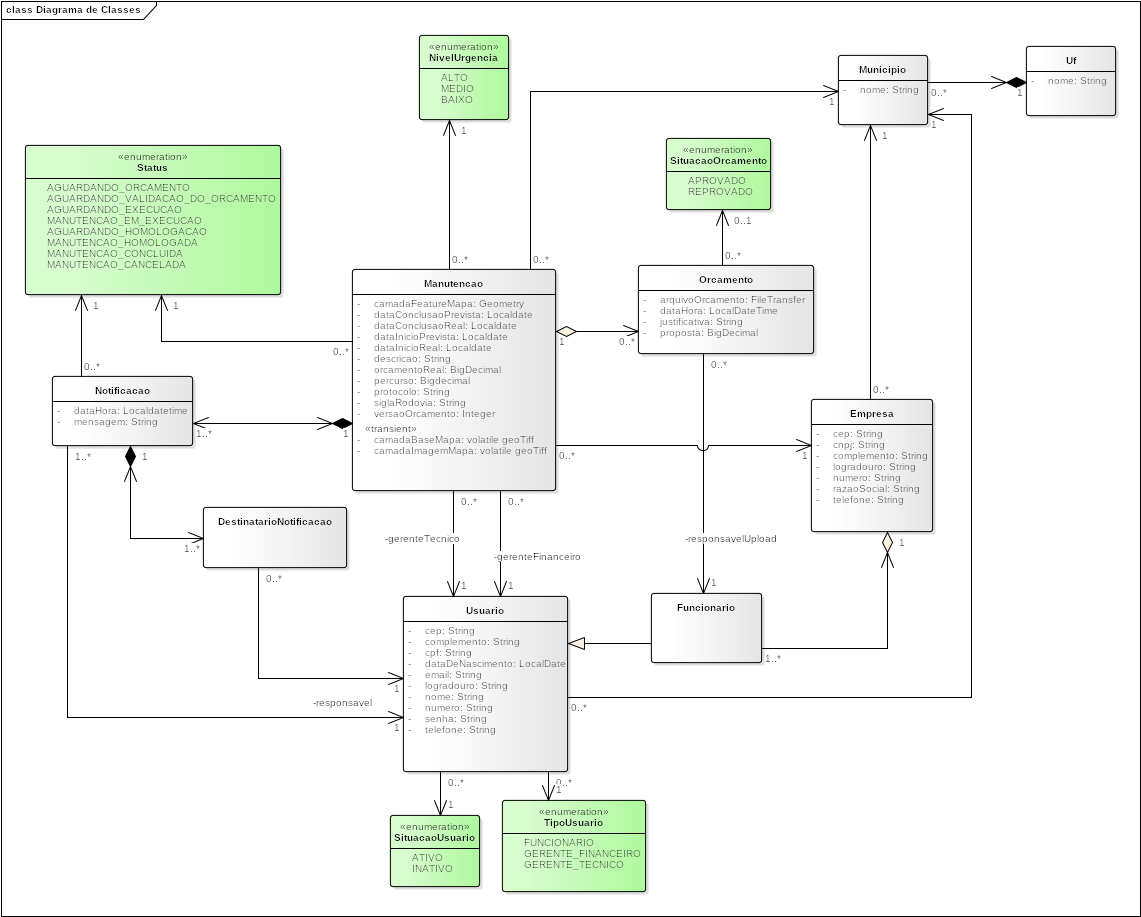 class Diagrama de Classes
«enumeration»
NivelUrgencia
ALTO
MEDIO
BAIXO
1
Municipio
- nome: String
0..*
1
1
1
1
Uf
- nome: String
«enumeration»
SituacaoOrcamento
APROVADO
REPROVADO
0..1
«enumeration»
Status
AGUARDANDO_ORCAMENTO
AGUARDANDO_VALIDACAO_DO_ORCAMENTO
AGUARDANDO_EXECUCAO
MANUTENCAO_EM_EXECUCAO
AGUARDANDO_HOMOLOGACAO
MANUTENCAO_HOMOLOGADA
MANUTENCAO_CONCLUIDA
MANUTENCAO_CANCELADA
1
1
0..*
0..*
0..*
Manutencao
- camadaFeatureMapa: Geometry
- dataConclusaoPrevista: Localdate
- dataConclusaoReal: Localdate
- dataInicioPrevista: Localdate
- dataInicioReal: Localdate
- descricao: String
- orcamentoReal: BigDecimal
- percurso: Bigdecimal
- protocolo: String
- siglaRodovia: String
- versaoOrcamento: Integer
«transient»
- camadaBaseMapa: volatile geoTiff
- camadaImagemMapa: volatile geoTiff
Orcamento
- arquivoOrcamento: FileTransfer
- dataHora: LocalDateTime
- justificativa: String
- proposta: BigDecimal
1
0..*
0..*
0..*
0..*
Notificacao
- dataHora: Localdatetime
- mensagem: String
1..*
1
1..*
1
0..*
Empresa
- cep: String
- cnpj: String
- complemento: String
- logradouro: String
- numero: String
- razaoSocial: String
- telefone: String
0..*
1
1
DestinatarioNotificacao
1..*
0..*
0..*
0..*
-gerenteTecnico
-gerenteFinanceiro
1
1
-responsavelUpload
1
Funcionario
1..*
Usuario
- cep: String
- complemento: String
- cpf: String
- dataDeNascimento: LocalDate
- email: String
- logradouro: String
- nome: String
- numero: String
- senha: String
- telefone: String
1
-responsavel
1
0..*
0..*
1
0..*
1
«enumeration»
SituacaoUsuario
ATIVO
INATIVO
«enumeration»
TipoUsuario
FUNCIONARIO
GERENTE_FINANCEIRO
GERENTE_TECNICO